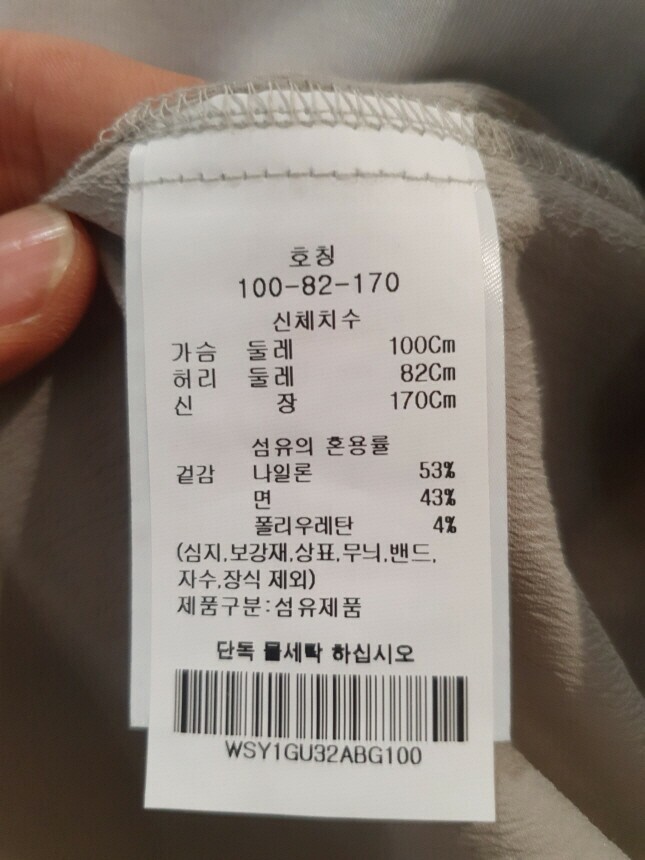 호칭
100-82-170
신체치수
가슴 둘레 100Cm
허리 둘레 82Cm
신 장 170Cm
섬유의 혼용률
겉감 나일론 53%
면 43%
폴리우레탄 4%
(심지,보강재,상표,무늬,밴드,
자수,장식 제외)
제품구분:섬유제품
단독 물세탁 하십시오
WSY1GU32ABG100